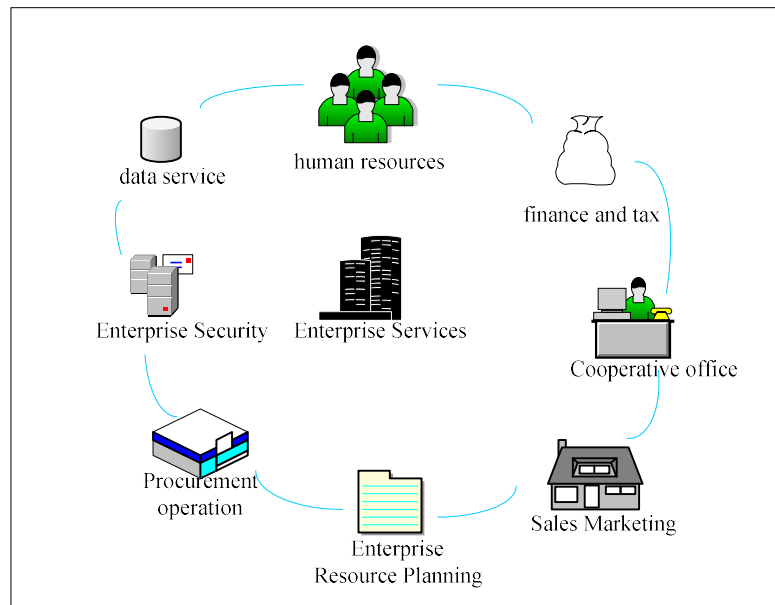 human resources
data service
finance and tax
Enterprise Security
Enterprise Services
Cooperative office
Procurement
operation
Sales Marketing
Enterprise
Resource Planning